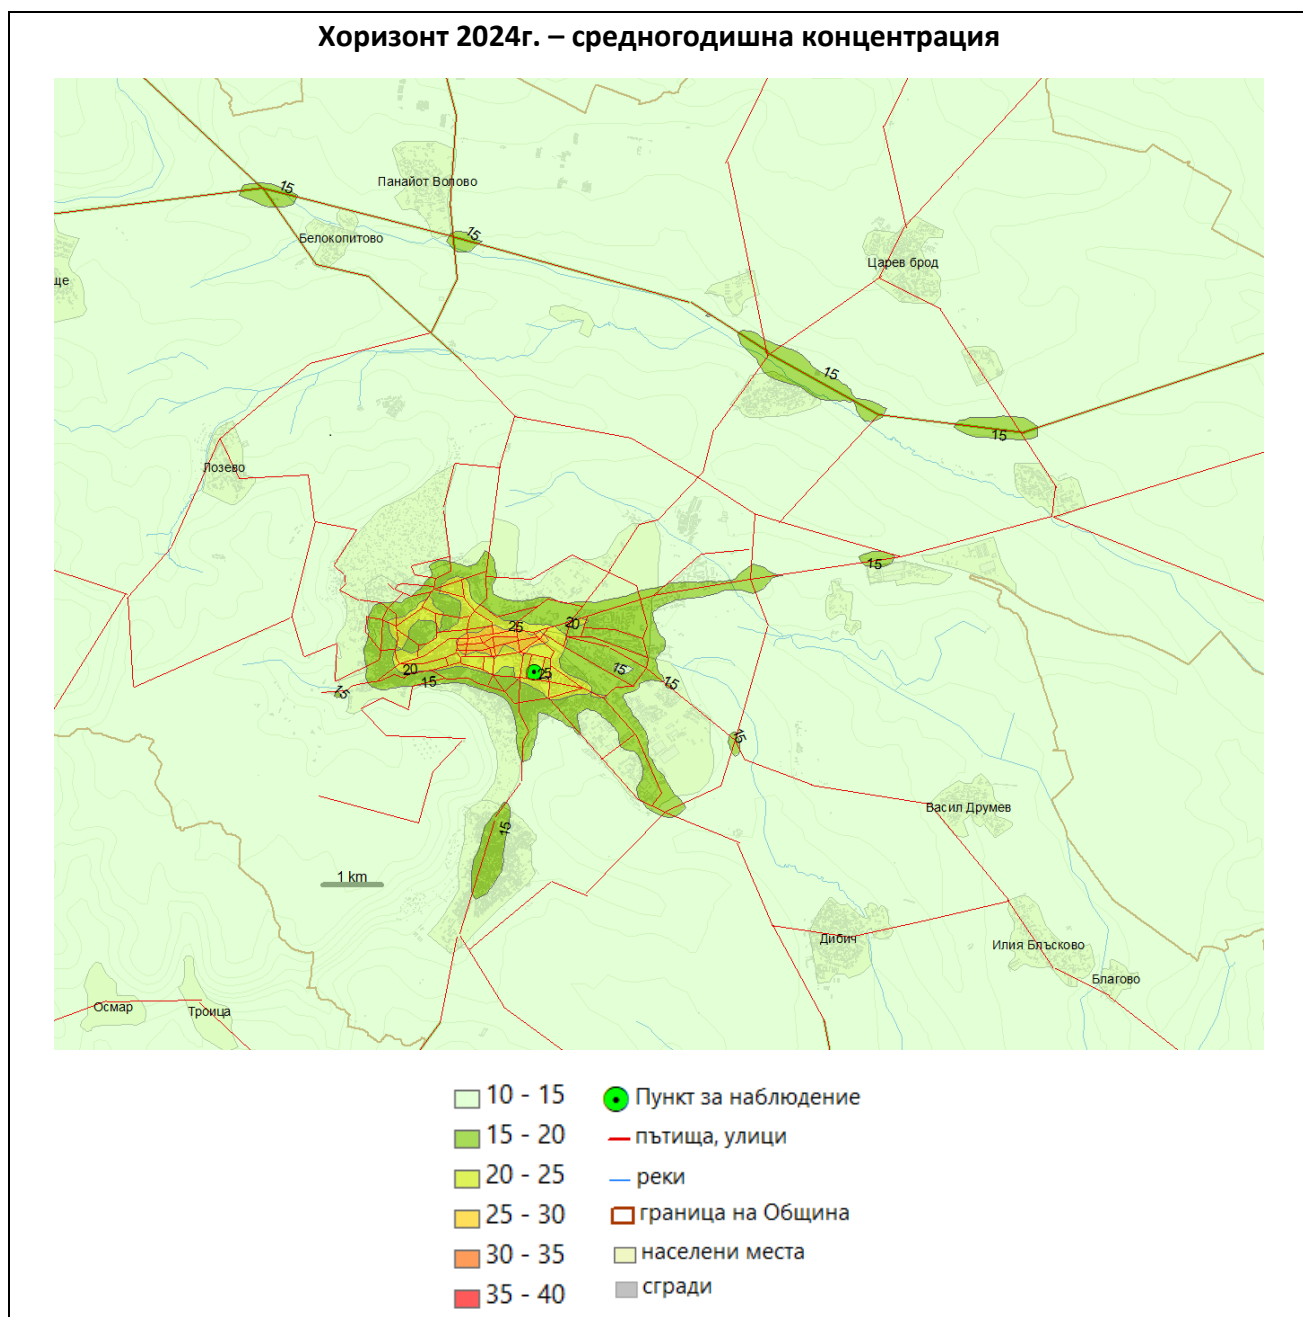 Хоризонт 2024г. – средногодишна концентрация
15
Панайот Волово
15
Белокопитово
Царев брод
ще
15
15
Лозево
15
25
20
15
20
15
25
15
15
15
15
Васил Друмев
1 km
Дибич
Илия Блъсково
Благово
Осмар
Троица
10 - 15
Пункт за наблюдение
15 - 20
пътища, улици
20 - 25
реки
25 - 30
граница на Община
30 - 35
населени места
35 - 40
сгради